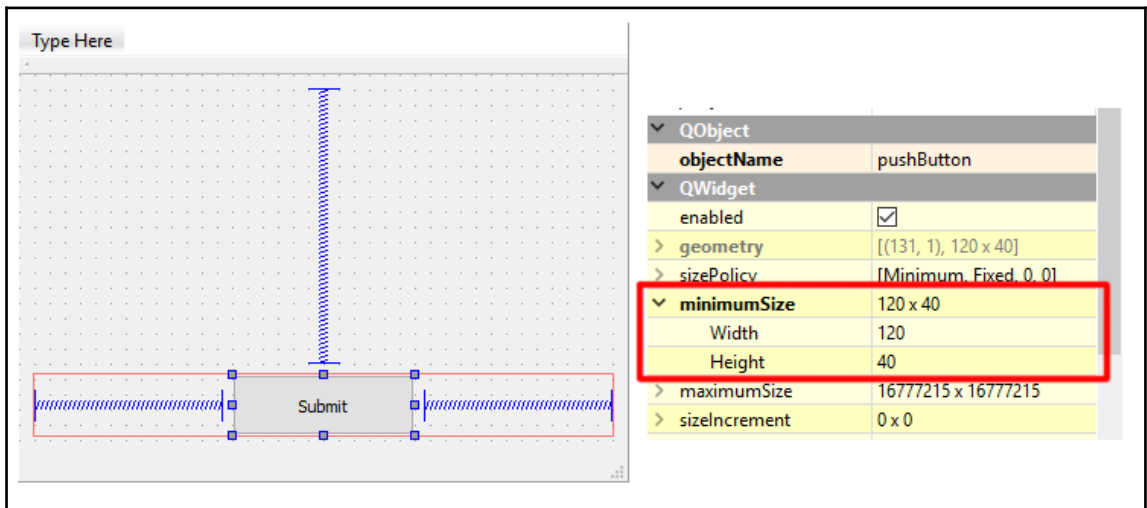 Type Here
Submit
QObject
objectName pushButton
QWidget
enabled
geometry [(131, 1), 120 x 40]
sizePolicy [Minimum, Fixed, 0, 0]
minimumSize 120 x 40
Width 120
Height 40
maximumSize 16777215 x 16777215
sizeIncrement 0 x 0